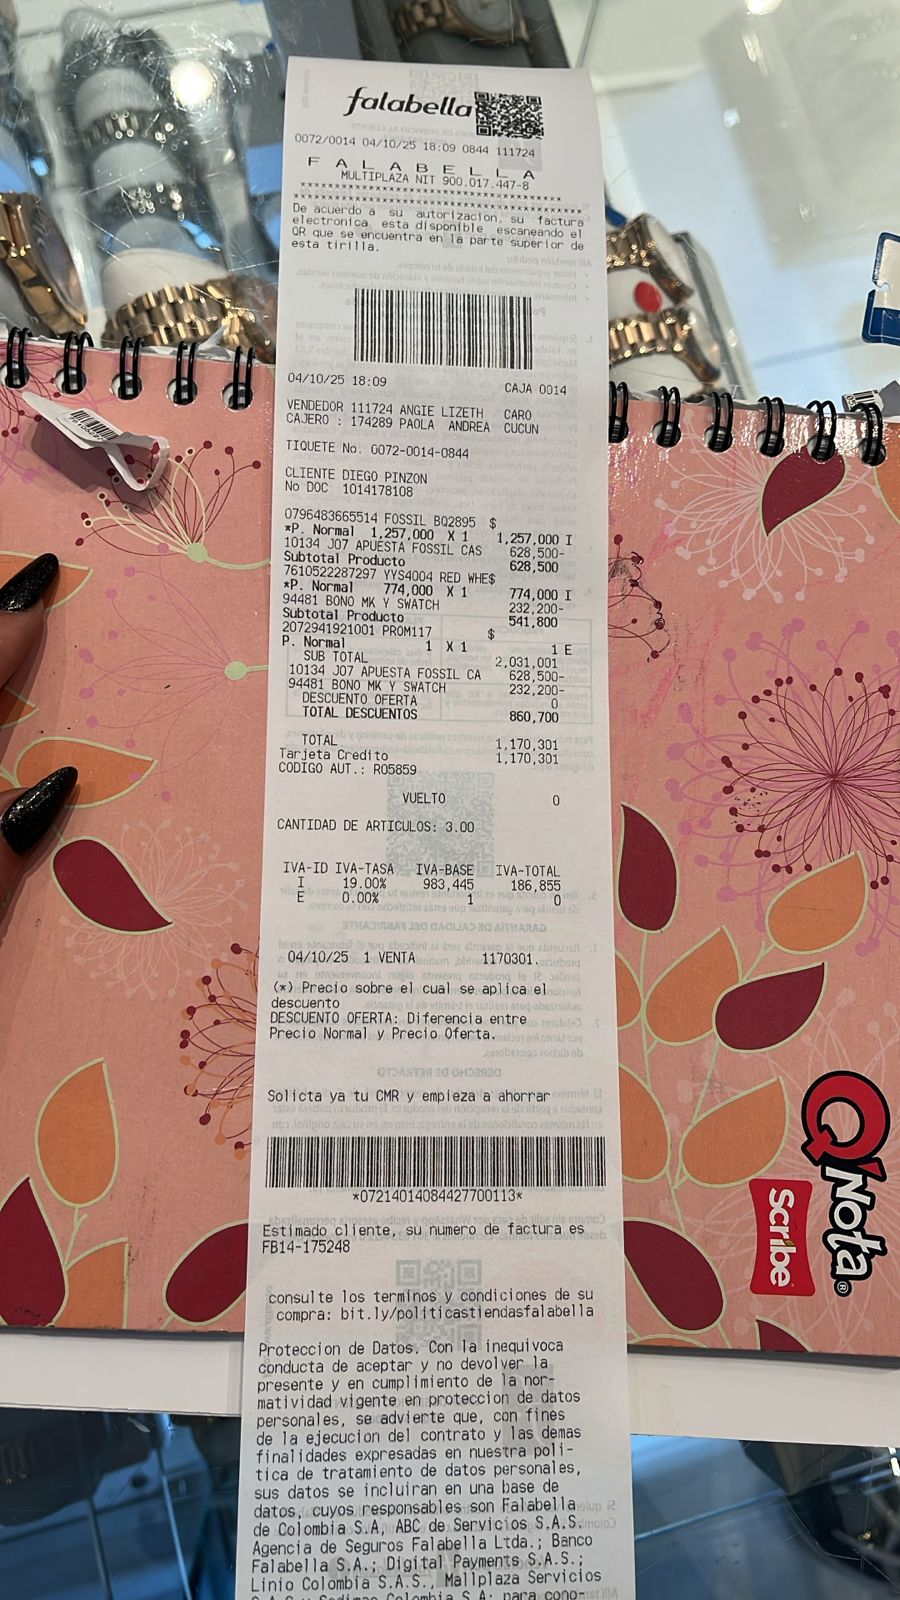 falabella
0072/0014 04/10/25 18:09 0844 111724
F A L A B E L L A
MULTIPLAZA NIT 900.017.447-8
De acuerdo a su autorizacion, su factura
electronica esta disponible escaneando el
QR que se encuentra en la parte superior de
esta tirilla.
04/10/25 18:09 CAJA 0014
VENDEDOR 111724 ANGIE LIZETH CARO
CAJERO : 174289 PAOLA ANDREA CUCUN
TIQUETE No. 0072-0014-0844
CLIENTE DIEGO PINZON
No DOC 1014178108
0796483665514 FOSSIL BQ2895 $
*P. Normal 1,257,000 X 1 1,257,000 I
10134 J07 APUESTA FOSSIL CAS 628,500-
Subtotal Producto 628,500
7610522287297 YYS4004 RED WHE$
*P. Normal 774,000 X 1 774,000 I
94481 BONO MK Y SWATCH 232,200-
Subtotal Producto 541,800
2072941921001 PROM117 $
P. Normal 1 X 1 1 E
SUB TOTAL 2,031,001
10134 J07 APUESTA FOSSIL CA 628,500-
94481 BONO MK Y SWATCH 232,200-
DESCUENTO OFERTA 0
TOTAL DESCUENTOS 860,700
TOTAL 1,170,301
Tarjeta Credito 1,170,301
CODIGO AUT.: R05859
VUELTO 0
CANTIDAD DE ARTICULOS: 3.00
IVA-ID IVA-TASA IVA-BASE IVA-TOTAL
I 19.00% 983,445 186,855
E 0.00% 1 0
04/10/25 1 VENTA 1170301.
(*) Precio sobre el cual se aplica el
descuento
DESCUENTO OFERTA: Diferencia entre
Precio Normal y Precio Oferta.
Solicta ya tu CMR y empieza a ahorrar
*07214014084427700113*
Estimado cliente, su numero de factura es
FB14-175248
consulte los terminos y condiciones de su
compra: bit.ly/politicastiendasfalabella
Proteccion de Datos. Con la inequivoca
conducta de aceptar y no devolver la
presente y en cumplimiento de la nor-
matividad vigente en proteccion de datos
personales, se advierte que, con fines
de la ejecucion del contrato y las demas
finalidades expresadas en nuestra poli-
tica de tratamiento de datos personales,
sus datos se incluiran en una base de
datos, cuyos responsables son Falabella
de Colombia S.A, ABC de Servicios S.A.S.
Agencia de Seguros Falabella Ltda.; Banco
Falabella S.A.; Digital Payments S.A.S.;
Linio Colombia S.A.S., Mallplaza Servicios
Q'Nota®
Scribe